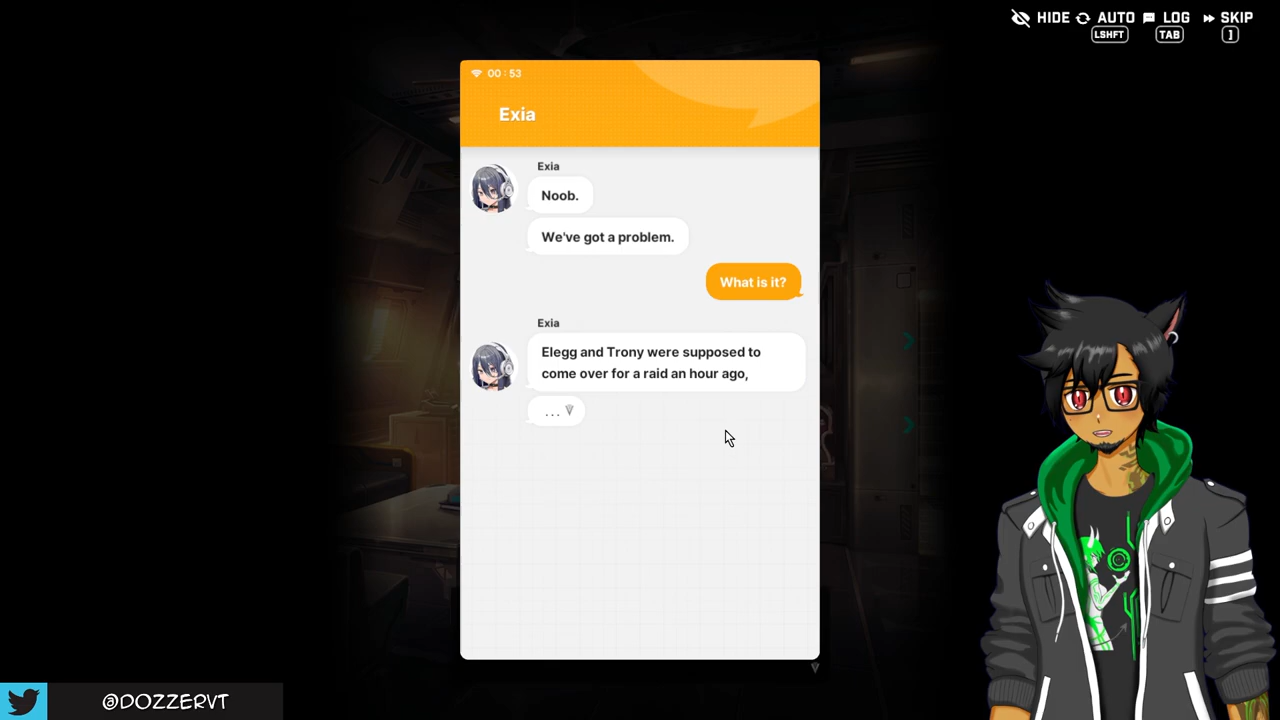 HIDE AUTO LOG SKIP
LSHFT TAB ]
00 : 53
Exia
Exia
Noob.
We've got a problem.
What is it?
Exia
Elegg and Trony were supposed to
come over for a raid an hour ago,
...
@DOZZERVT